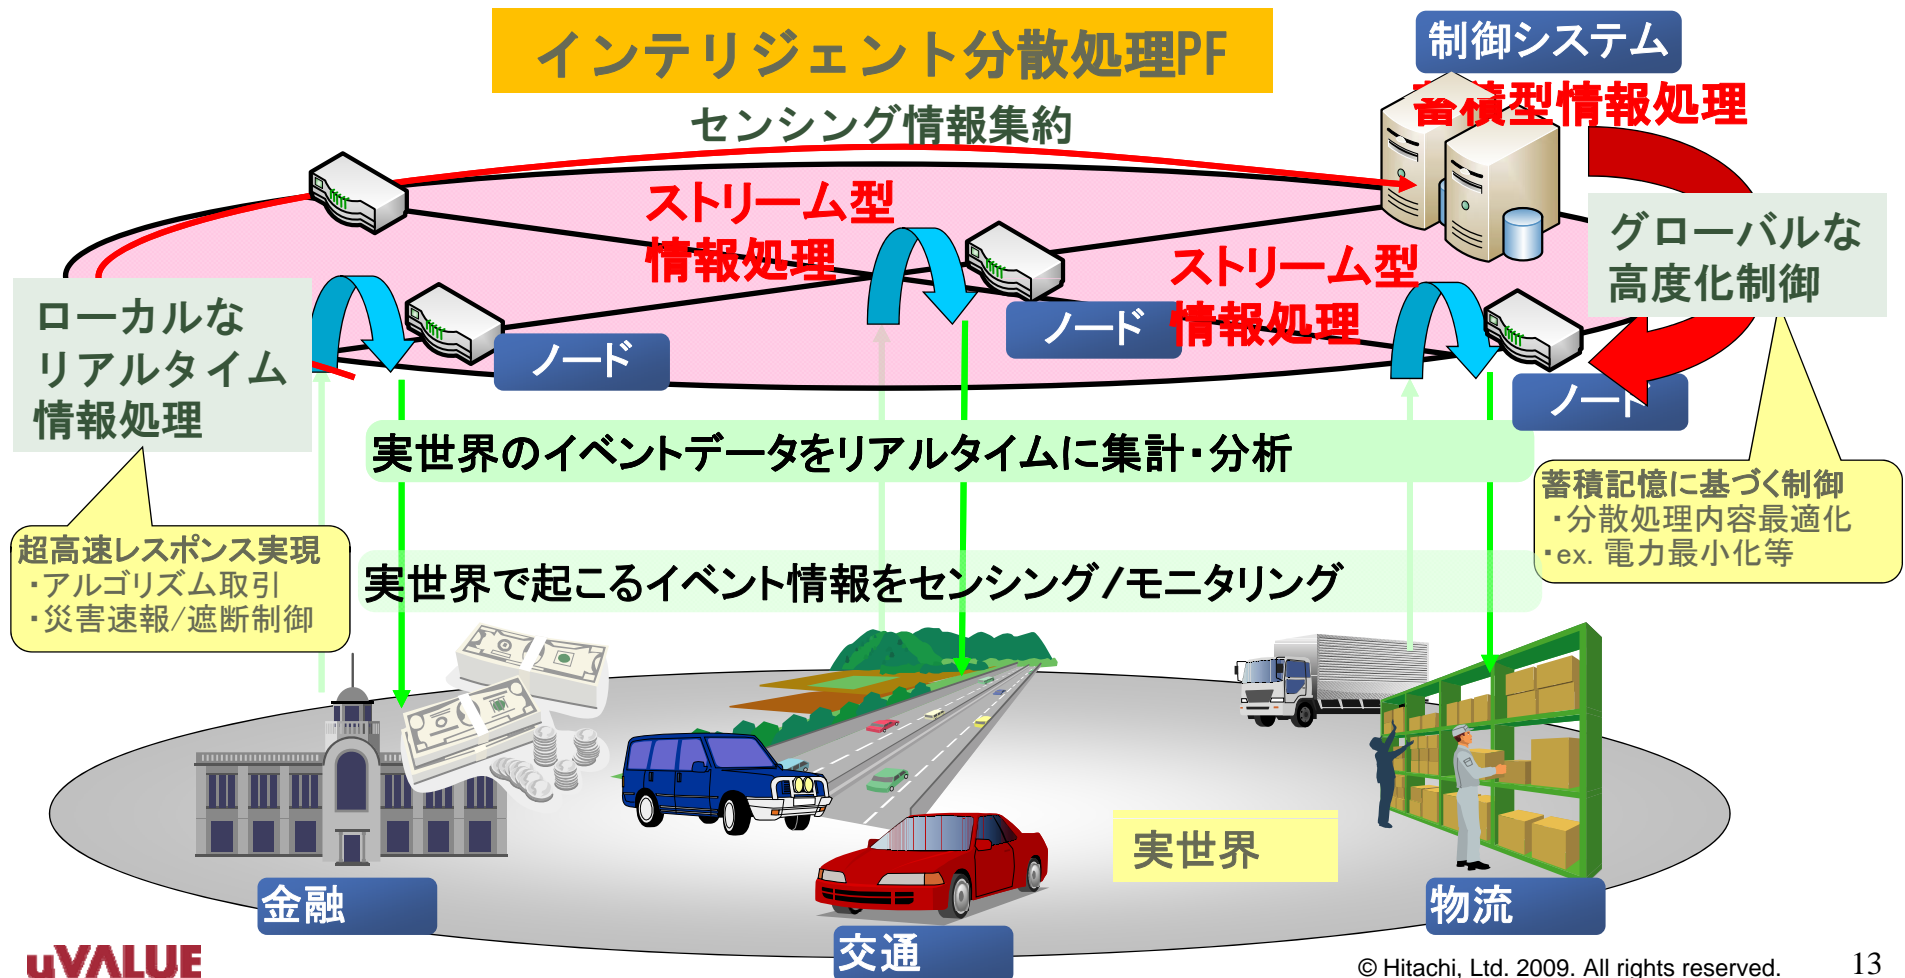 インテリジェント分散処理PF
制御システム
蓄積型情報処理
センシング情報集約
ストリーム型
情報処理
ストリーム型
情報処理
グローバルな
高度化制御
ローカルな
リアルタイム
情報処理
ノード
ノード
ノード
実世界のイベントデータをリアルタイムに集計・分析
蓄積記憶に基づく制御
・分散処理内容最適化
・ex. 電力最小化等
超高速レスポンス実現
・アルゴリズム取引
・災害速報/遮断制御
実世界で起こるイベント情報をセンシング/モニタリング
実世界
金融
物流
交通
uVALUE
© Hitachi, Ltd. 2009. All rights reserved.
13